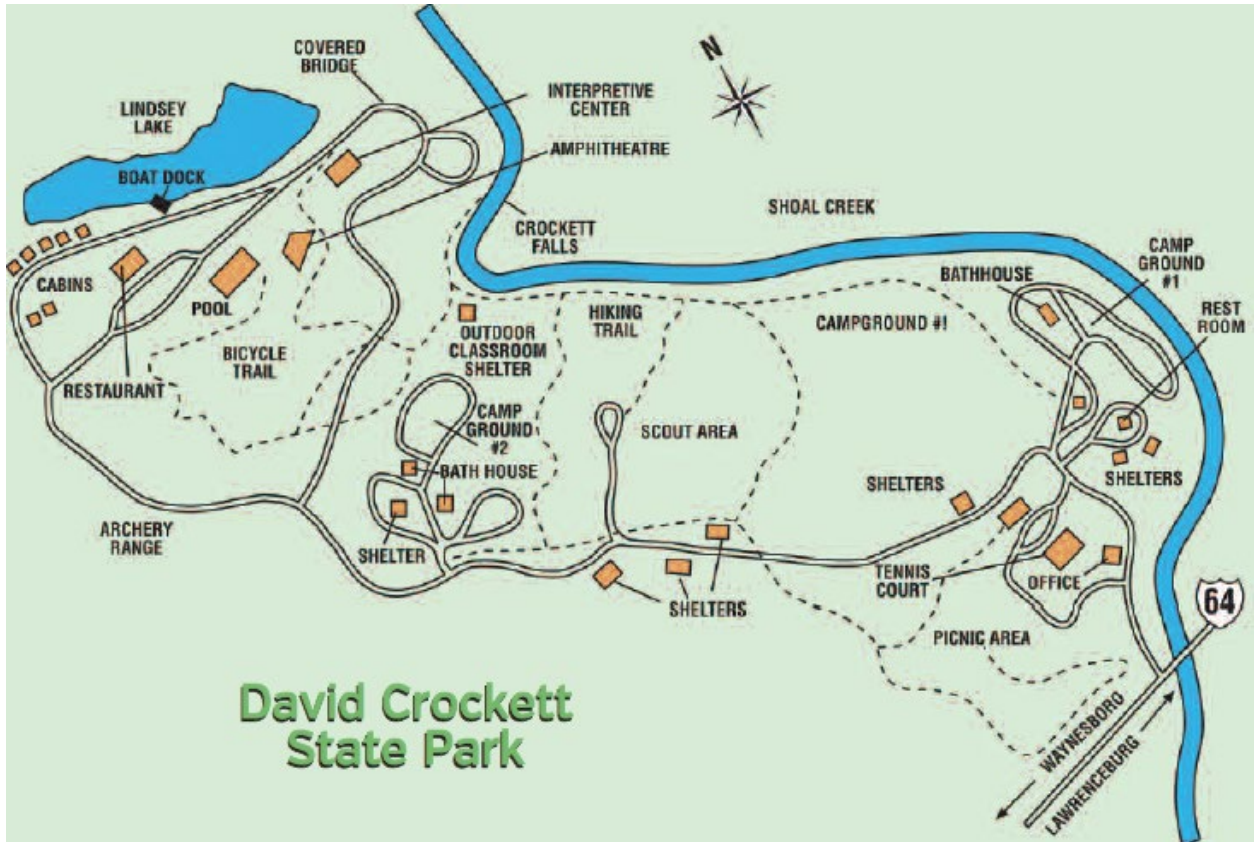 COVERED
BRIDGE
N
INTERPRETIVE
CENTER
LINDSEY
LAKE
AMPHITHEATRE
BOAT DOCK
SHOAL CREEK
CROCKETT
FALLS
CAMP
GROUND
#1
BATHHOUSE
REST
ROOM
CABINS
POOL
HIKING
TRAIL
CAMPGROUND #1
OUTDOOR
CLASSROOM
SHELTER
BICYCLE
TRAIL
RESTAURANT
CAMP
GROUND
#2
SCOUT AREA
BATH HOUSE
SHELTERS
SHELTERS
ARCHERY
RANGE
SHELTER
TENNIS
COURT
OFFICE
SHELTERS
64
PICNIC AREA
David Crockett
State Park
WAYNESBORO
LAWRENCEBURG